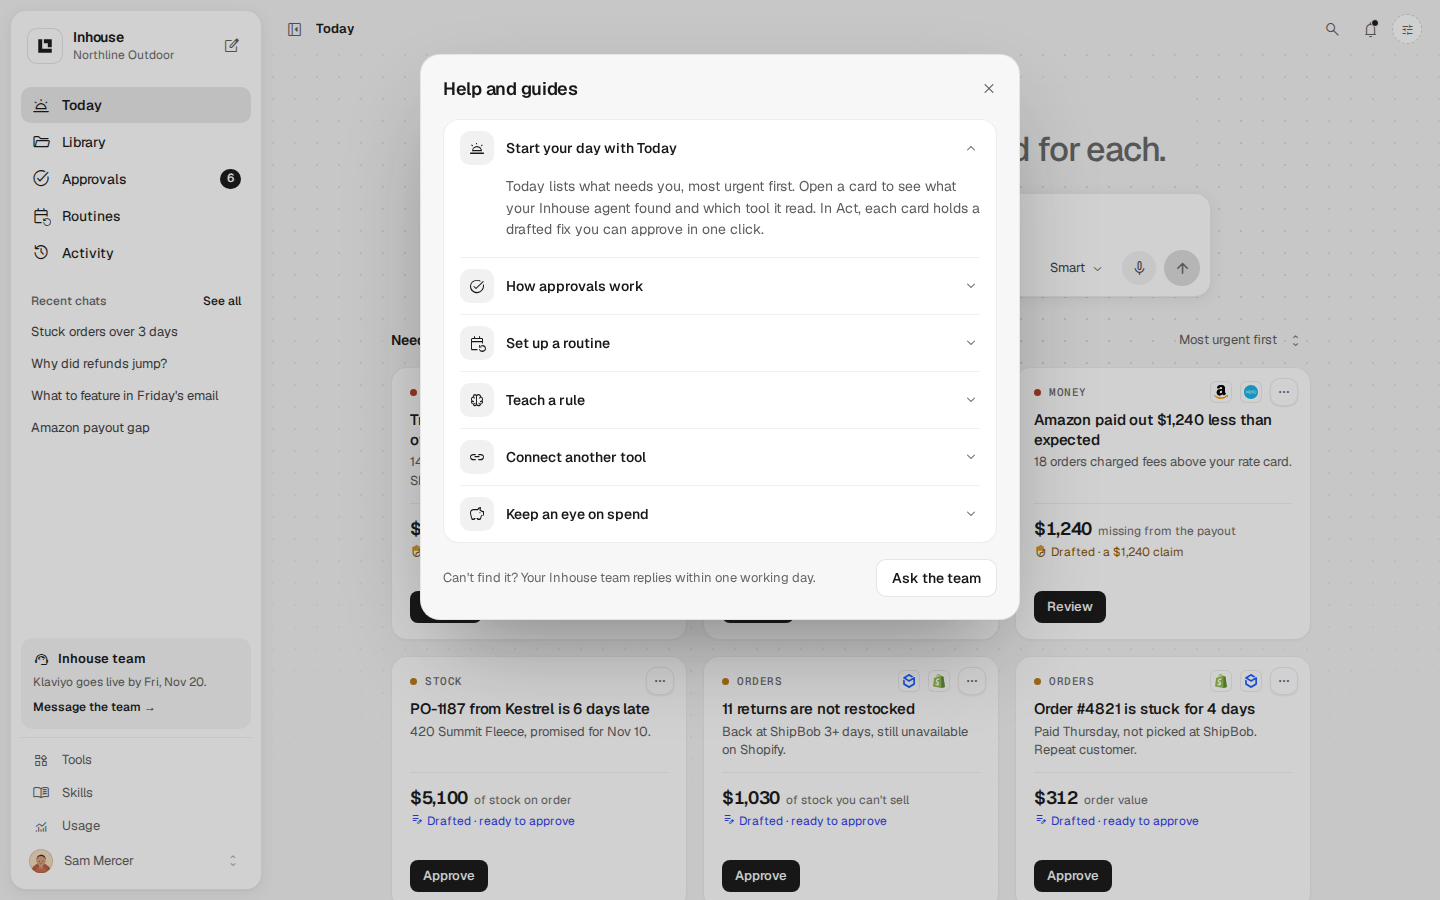 Inhouse
Northline Outdoor
Today
Library
Approvals
6
Routines
Activity
Recent chats
See all
Stuck orders over 3 days
Why did refunds jump?
What to feature in Friday's email
Amazon payout gap
Inhouse team
Klaviyo goes live by Fri, Nov 20.
Message the team →
Tools
Skills
Usage
Sam Mercer
Today
for each.
Smart
Most urgent first
Help and guides
Start your day with Today
Today lists what needs you, most urgent first. Open a card to see what
your Inhouse agent found and which tool it read. In Act, each card holds a
drafted fix you can approve in one click.
How approvals work
Set up a routine
Teach a rule
Connect another tool
Keep an eye on spend
Can't find it? Your Inhouse team replies within one working day.
Ask the team
MONEY
Amazon paid out $1,240 less than
expected
18 orders charged fees above your rate card.
$1,240 missing from the payout
Drafted · a $1,240 claim
Review
STOCK
PO-1187 from Kestrel is 6 days late
420 Summit Fleece, promised for Nov 10.
$5,100 of stock on order
Drafted · ready to approve
Approve
ORDERS
11 returns are not restocked
Back at ShipBob 3+ days, still unavailable
on Shopify.
$1,030 of stock you can't sell
Drafted · ready to approve
Approve
ORDERS
Order #4821 is stuck for 4 days
Paid Thursday, not picked at ShipBob.
Repeat customer.
$312 order value
Drafted · ready to approve
Approve